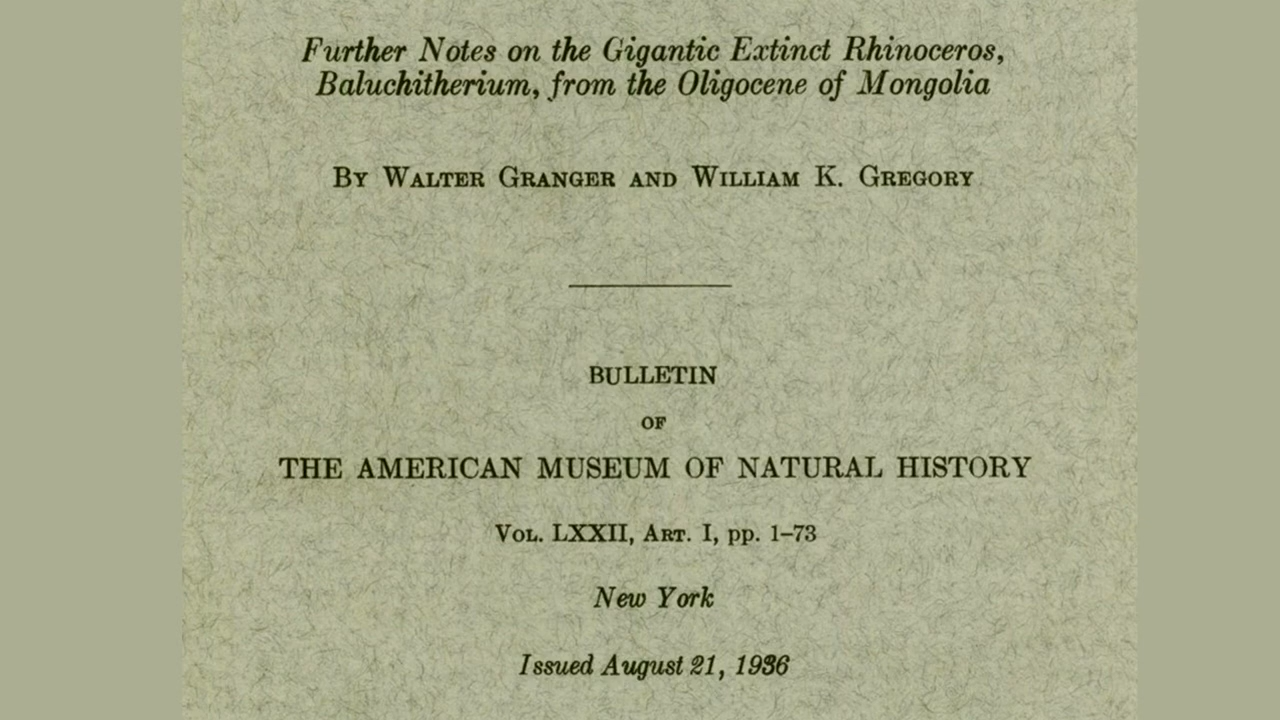 Further Notes on the Gigantic Extinct Rhinoceros,
Baluchitherium, from the Oligocene of Mongolia
By Walter Granger and William K. Gregory
BULLETIN
OF
THE AMERICAN MUSEUM OF NATURAL HISTORY
Vol. LXXII, Art. I, pp. 1–73
New York
Issued August 21, 1936